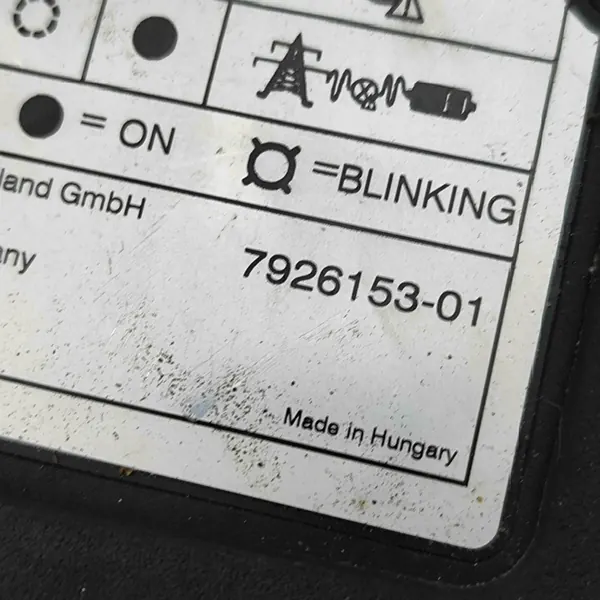 = ON
=BLINKING
land GmbH
any
7926153-01
Made in Hungary